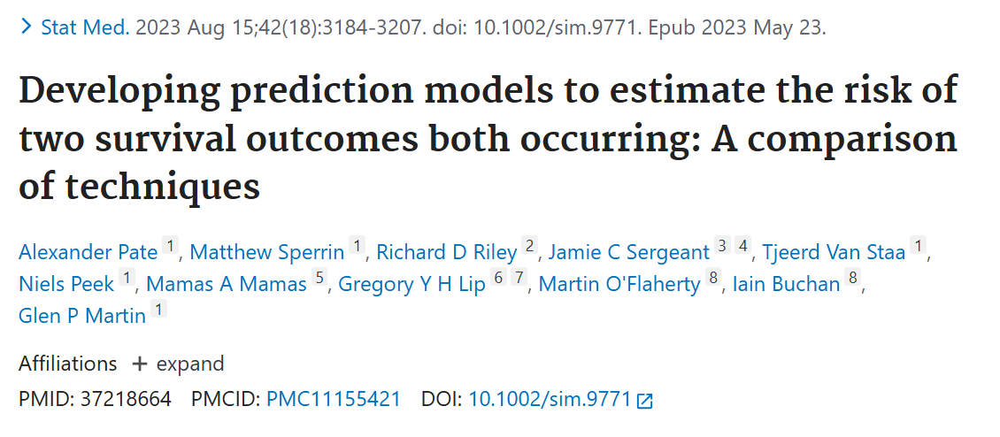 Stat Med. 2023 Aug 15;42(18):3184-3207. doi: 10.1002/sim.9771. Epub 2023 May 23.
Developing prediction models to estimate the risk of
two survival outcomes both occurring: A comparison
of techniques
Alexander Pate 1 , Matthew Sperrin 1 , Richard D Riley 2 , Jamie C Sergeant 3 4 , Tjeerd Van Staa 1 ,
Niels Peek 1 , Mamas A Mamas 5 , Gregory Y H Lip 6 7 , Martin O'Flaherty 8 , Iain Buchan 8 ,
Glen P Martin 1
Affiliations + expand
PMID: 37218664 PMCID: PMC11155421 DOI: 10.1002/sim.9771